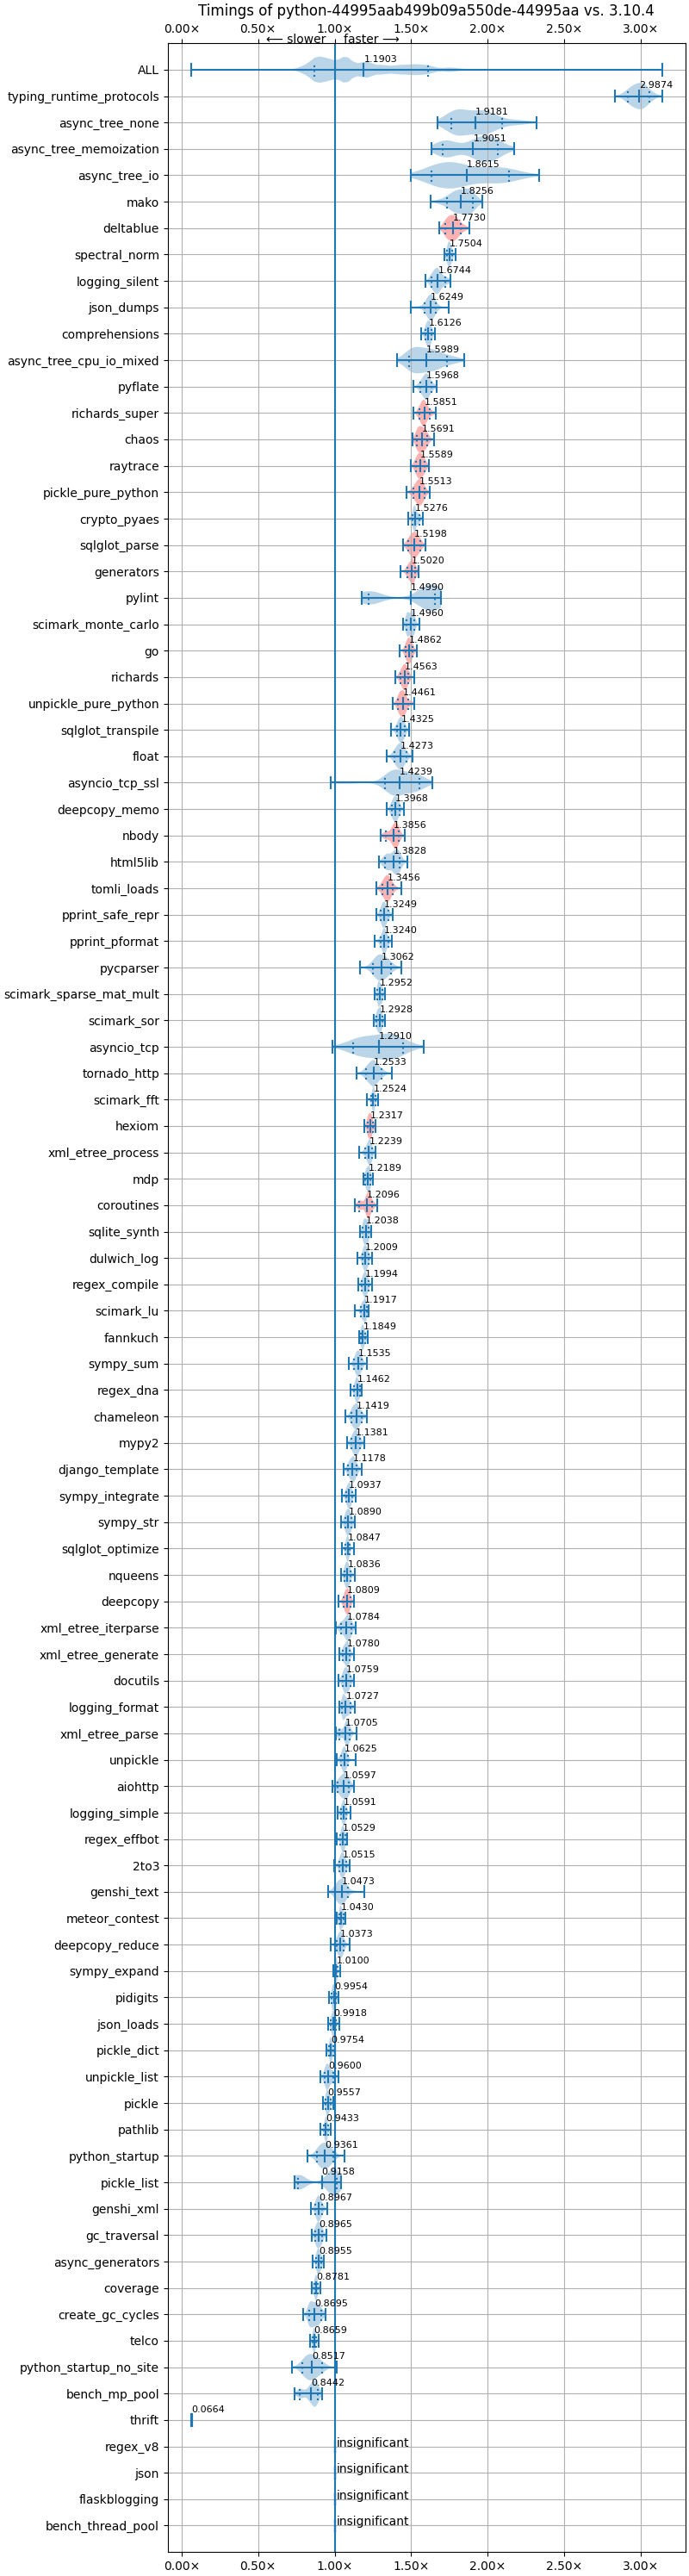 Timings of python-44995aab499b09a550de-44995aa vs. 3.10.4
0.00× 0.50× 1.00× 1.50× 2.00× 2.50× 3.00×
⟵ slower faster ⟶
ALL 1.1903
typing_runtime_protocols 2.9874
async_tree_none 1.9181
async_tree_memoization 1.9051
async_tree_io 1.8615
mako 1.8256
deltablue 1.7730
spectral_norm 1.7504
logging_silent 1.6744
json_dumps 1.6249
comprehensions 1.6126
async_tree_cpu_io_mixed 1.5989
pyflate 1.5968
richards_super 1.5851
chaos 1.5691
raytrace 1.5589
pickle_pure_python 1.5513
crypto_pyaes 1.5276
sqlglot_parse 1.5198
generators 1.5020
pylint 1.4990
scimark_monte_carlo 1.4960
go 1.4862
richards 1.4563
unpickle_pure_python 1.4461
sqlglot_transpile 1.4325
float 1.4273
asyncio_tcp_ssl 1.4239
deepcopy_memo 1.3968
nbody 1.3856
html5lib 1.3828
tomli_loads 1.3456
pprint_safe_repr 1.3249
pprint_pformat 1.3240
pycparser 1.3062
scimark_sparse_mat_mult 1.2952
scimark_sor 1.2928
asyncio_tcp 1.2910
tornado_http 1.2533
scimark_fft 1.2524
hexiom 1.2317
xml_etree_process 1.2239
mdp 1.2189
coroutines 1.2096
sqlite_synth 1.2038
dulwich_log 1.2009
regex_compile 1.1994
scimark_lu 1.1917
fannkuch 1.1849
sympy_sum 1.1535
regex_dna 1.1462
chameleon 1.1419
mypy2 1.1381
django_template 1.1178
sympy_integrate 1.0937
sympy_str 1.0890
sqlglot_optimize 1.0847
nqueens 1.0836
deepcopy 1.0809
xml_etree_iterparse 1.0784
xml_etree_generate 1.0780
docutils 1.0759
logging_format 1.0727
xml_etree_parse 1.0705
unpickle 1.0625
aiohttp 1.0597
logging_simple 1.0591
regex_effbot 1.0529
2to3 1.0515
genshi_text 1.0473
meteor_contest 1.0430
deepcopy_reduce 1.0373
sympy_expand 1.0100
pidigits 0.9954
json_loads 0.9918
pickle_dict 0.9754
unpickle_list 0.9600
pickle 0.9557
pathlib 0.9433
python_startup 0.9361
pickle_list 0.9158
genshi_xml 0.8967
gc_traversal 0.8965
async_generators 0.8955
coverage 0.8781
create_gc_cycles 0.8695
telco 0.8659
python_startup_no_site 0.8517
bench_mp_pool 0.8442
thrift 0.0664
regex_v8 insignificant
json insignificant
flaskblogging insignificant
bench_thread_pool insignificant
0.00× 0.50× 1.00× 1.50× 2.00× 2.50× 3.00×